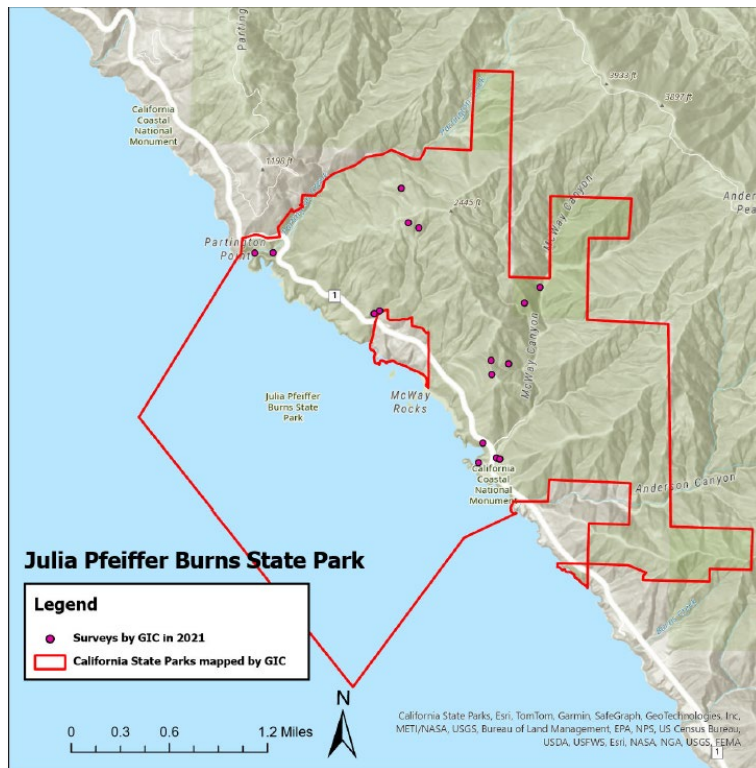 Parting
3933 ft
3897 ft
California
Coastal
National
Monument
1198 ft
2445 ft
McWay Canyon
Anderson
Pea
Partington
Point
1
McWay Canyon
Julia Pfeiffer
Burns State
Park
McWay
Rocks
California
Coastal
National
Monument
Anderson Canyon
Julia Pfeiffer Burns State Park
Legend
Surveys by GIC in 2021
California State Parks mapped by GIC
N
0 0.3 0.6 1.2 Miles
California State Parks, Esri, TomTom, Garmin, SafeGraph, GeoTechnologies, Inc,
METI/NASA, USGS, Bureau of Land Management, EPA, NPS, US Census Bureau,
USDA, USFWS, Esri, NASA, NGA, USGS, FEMA
1